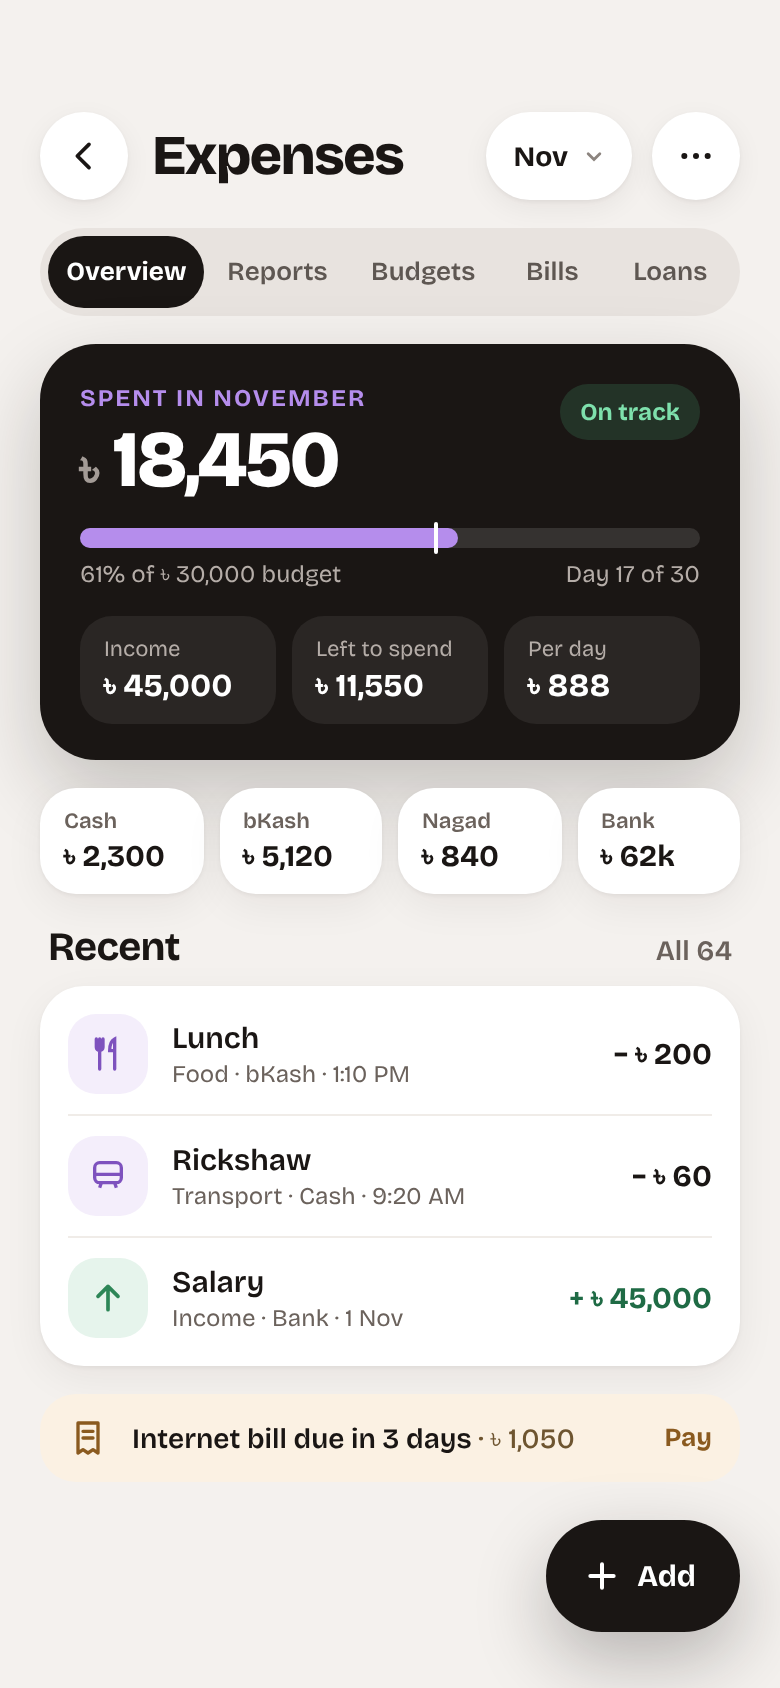 Expenses
Nov
Overview Reports Budgets Bills Loans
SPENT IN NOVEMBER
On track
৳ 18,450
61% of ৳ 30,000 budget
Day 17 of 30
Income Left to spend Per day
৳ 45,000 ৳ 11,550 ৳ 888
Cash bKash Nagad Bank
৳ 2,300 ৳ 5,120 ৳ 840 ৳ 62k
Recent
All 64
Lunch
− ৳ 200
Food · bKash · 1:10 PM
Rickshaw
− ৳ 60
Transport · Cash · 9:20 AM
Salary
+ ৳ 45,000
Income · Bank · 1 Nov
Internet bill due in 3 days · ৳ 1,050
Pay
Add